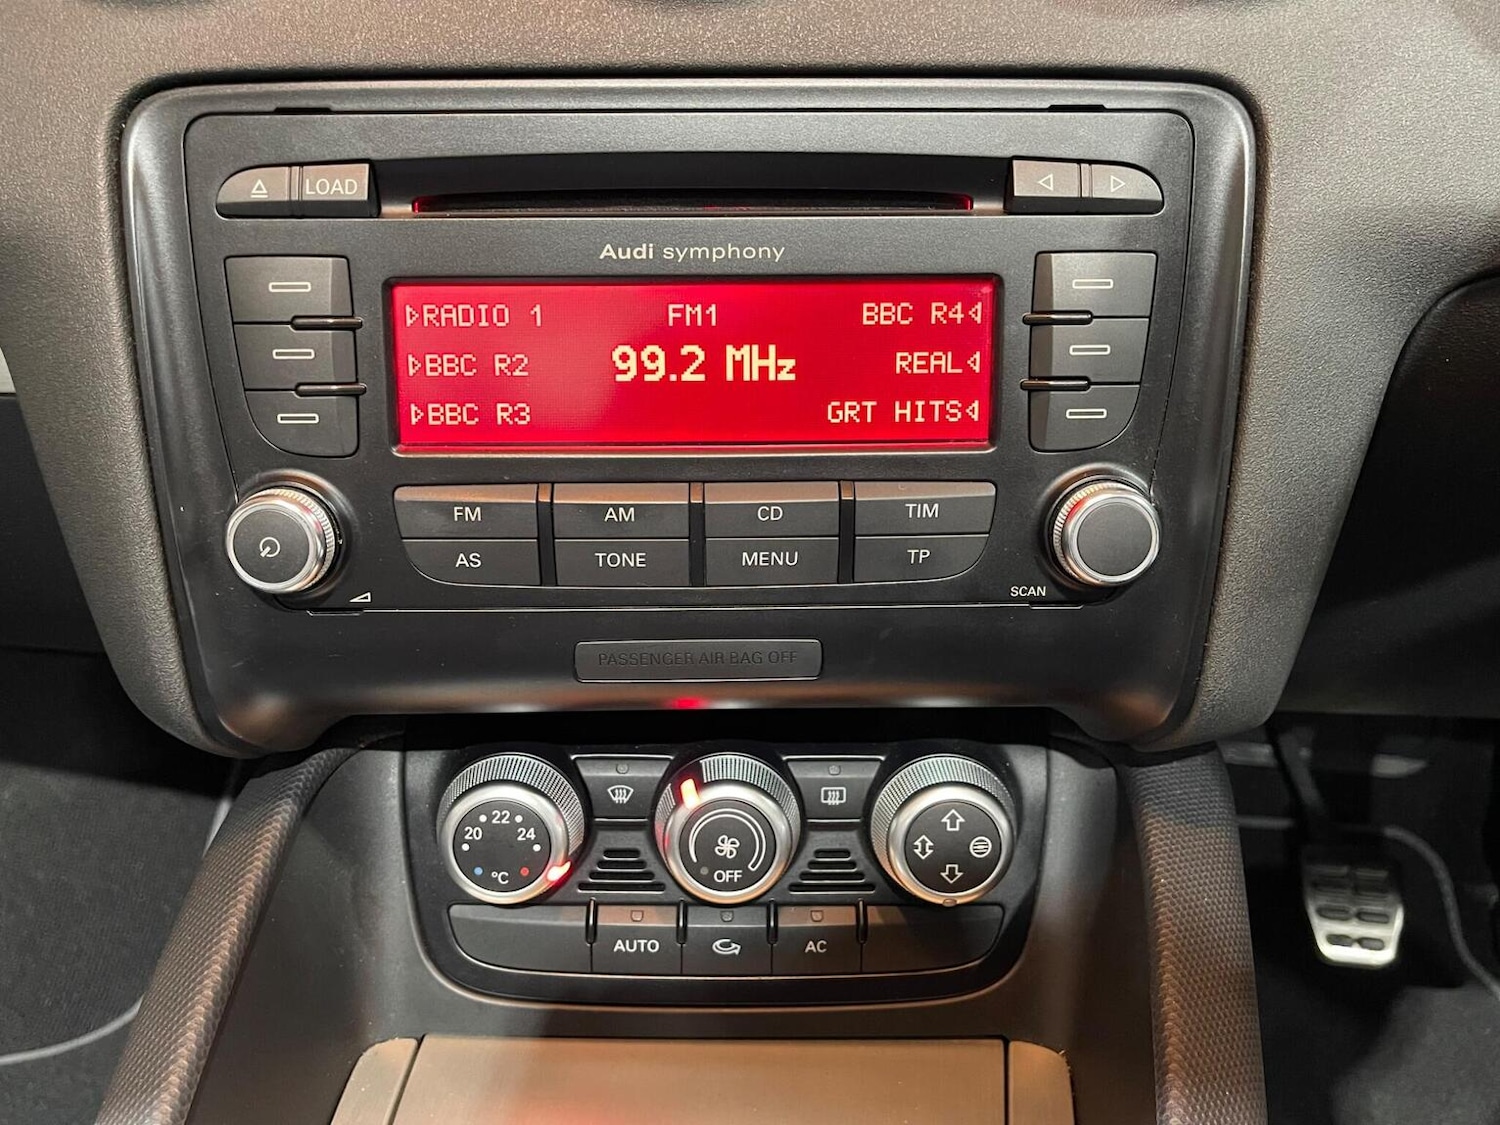 LOAD
Audi symphony
RADIO 1 FM1 BBC R4
BBC R2 99.2 MHz REAL
BBC R3 GRT HITS
FM AM CD TIM
AS TONE MENU TP
SCAN
PASSENGER AIR BAG OFF
20 22 24
°C OFF
AUTO AC